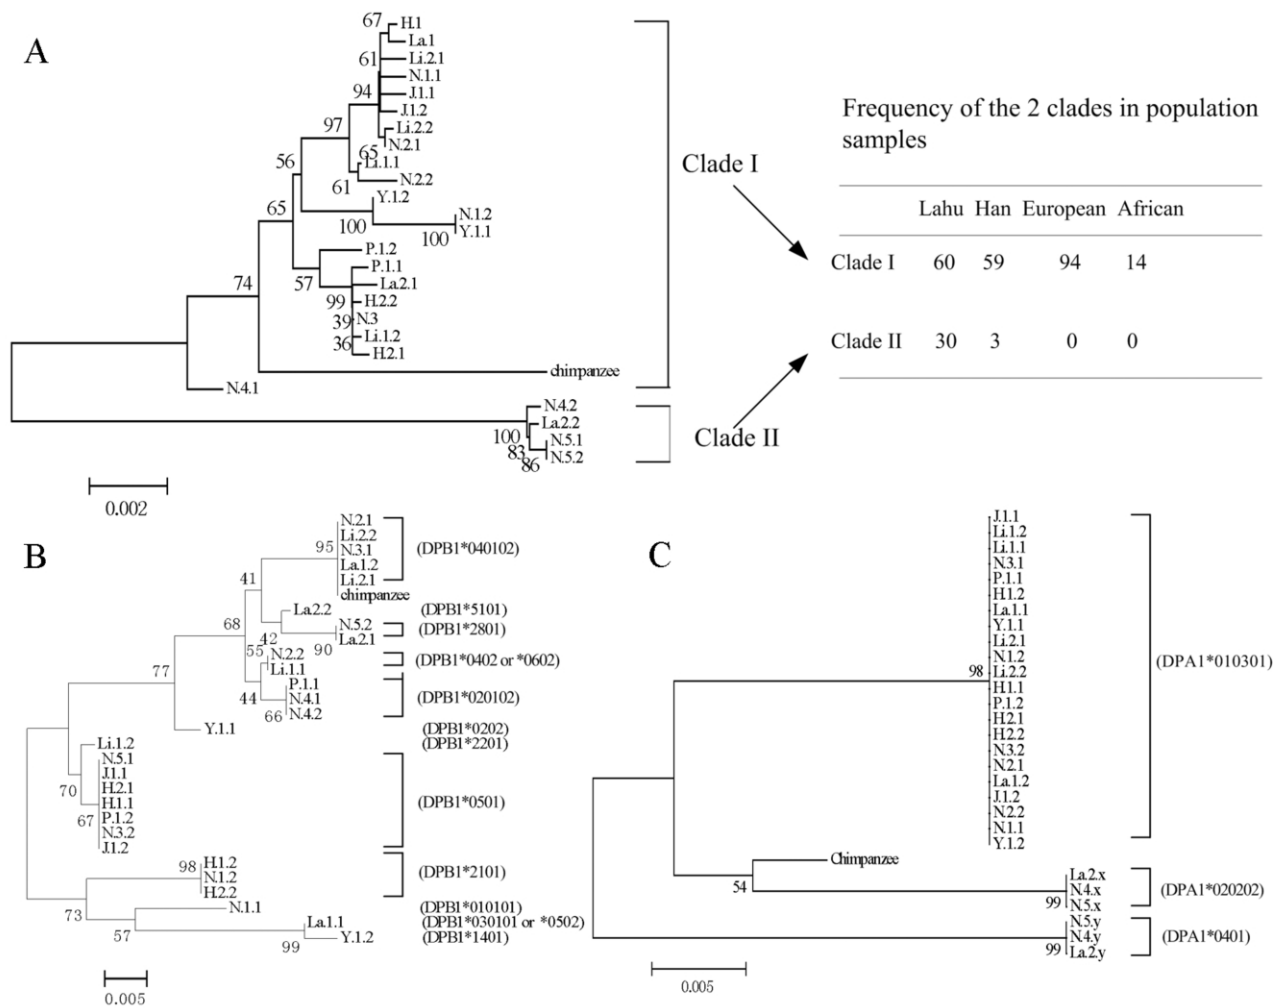 A
67
H.1
La.1
61
Li.2.1
N.1.1
94
J.1.1
J.1.2
97
Li.2.2
N.2.1
65
Li.1.1
56
61
N.2.2
Y.1.2
65
100
N.1.2
100
Y.1.1
P.1.2
P.1.1
57
La.2.1
74
99
H.2.2
39
N.3
36
Li.1.2
H.2.1
chimpanzee
N.4.1
N.4.2
La.2.2
100
N.5.1
83
N.5.2
86
0.002
Clade I
Clade II
Frequency of the 2 clades in population
samples
Lahu Han European African
Clade I 60 59 94 14
Clade II 30 3 0 0
B
N.2.1
Li.2.2
95 N.3.1 (DPB1*040102)
La.1.2
Li.2.1
41
chimpanzee
La.2.2 (DPB1*5101)
68
N.5.2 (DPB1*2801)
42
La.2.1
90
55
N.2.2 (DPB1*0402 or *0602)
Li.1.1
77
P.1.1
44
N.4.1 (DPB1*020102)
66
N.4.2
Y.1.1 (DPB1*0202)
Li.1.2 (DPB1*2201)
N.5.1
J.1.1
70
H.2.1
H.1.1 (DPB1*0501)
67
P.1.2
N.3.2
J.1.2
98
H.1.2
N.1.2 (DPB1*2101)
H.2.2
73
N.1.1 (DPB1*010101)
La.1.1 (DPB1*030101 or *0502)
57
Y.1.2 (DPB1*1401)
99
0.005
C
J.1.1
Li.1.2
Li.1.1
N.3.1
P.1.1
H.1.2
La.1.1
Y.1.1
Li.2.1
N.1.2
98 Li.2.2 (DPA1*010301)
H.1.1
P.1.2
H.2.1
H.2.2
N.3.2
N.2.1
La.1.2
J.1.2
N.2.2
N.1.1
Y.1.2
Chimpanzee
54
La.2.x
N.4.x (DPA1*020202)
99 N.5.x
N.5.y
N.4.y (DPA1*0401)
99 La.2.y
0.005